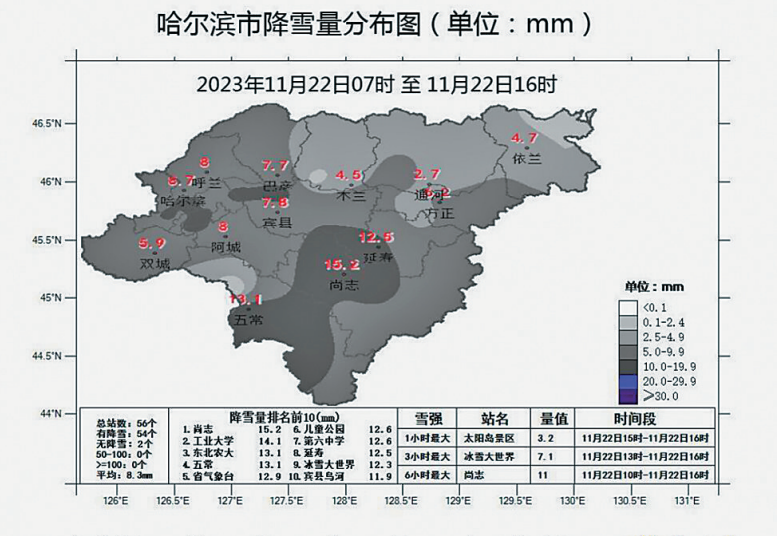 哈尔滨市降雪量分布图（单位：mm）
2023年11月22日07时 至 11月22日16时
46.5°N
46°N
45.5°N
45°N
44.5°N
44°N
4.7
依兰
8
呼兰
7.7
巴彦
4.5
木兰
2.7
通河
方正
哈尔滨
7.8
宾县
8
阿城
5.9
双城
12.5
延寿
15.2
尚志
13.1
五常
单位：mm
<0.1
0.1-2.4
2.5-4.9
5.0-9.9
10.0-19.9
20.0-29.9
≥30.0
总站数：56个
有降雪：54个
无降雪：2个
50-100：0个
>=100：0个
平均：8.3mm
降雪量排名前10(mm)
1. 尚志 15.2 6. 儿童公园 12.6
2. 工业大学 14.1 7. 第六中学 12.6
3. 东北农大 13.1 8. 延寿 12.5
4. 五常 13.1 9. 冰雪大世界 12.3
5. 省气象台 12.9 10. 宾县鸟河 11.9
雪强 站名 量值 时间段
1小时最大 太阳岛景区 3.2 11月22日15时-11月22日16时
3小时最大 冰雪大世界 7.1 11月22日13时-11月22日16时
6小时最大 尚志 11 11月22日10时-11月22日16时
126°E 126.5°E 127°E 127.5°E 128°E 128.5°E 129°E 129.5°E 130°E 130.5°E 131°E